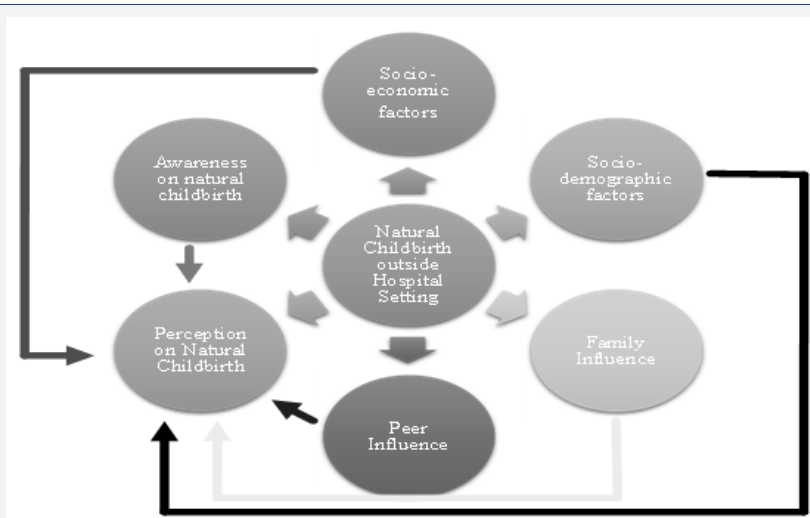 Socio-
economic
factors
Awareness
on natural
childbirth
Socio-
demographic
factors
Natural
Childbirth
outside
Hospital
Setting
Perception
on Natural
Childbirth
Family
Influence
Peer
Influence